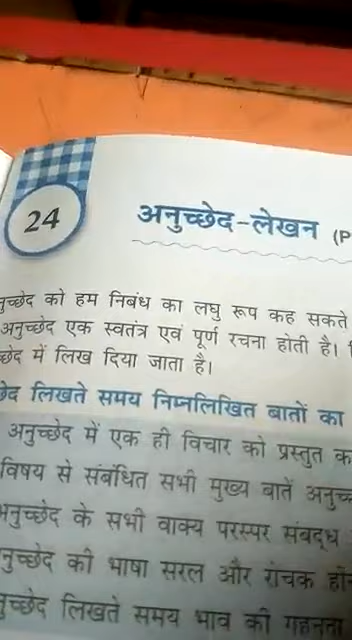 24
अनुच्छेद-लेखन (P
को हम निबंध का लघु रूप कह सकते
अनुच्छेद एक स्वतंत्र एवं पूर्ण रचना होती है।
में लिख दिया जाता है।
लिखते समय निम्नलिखित बातों का
अनुच्छेद में एक ही विचार को प्रस्तुत
विषय से संबंधित सभी मुख्य बातें
अनुच्छेद के सभी वाक्य परस्पर संबद्ध
की भाषा सरल और रोचक
लिखते समय भाव की गहनता